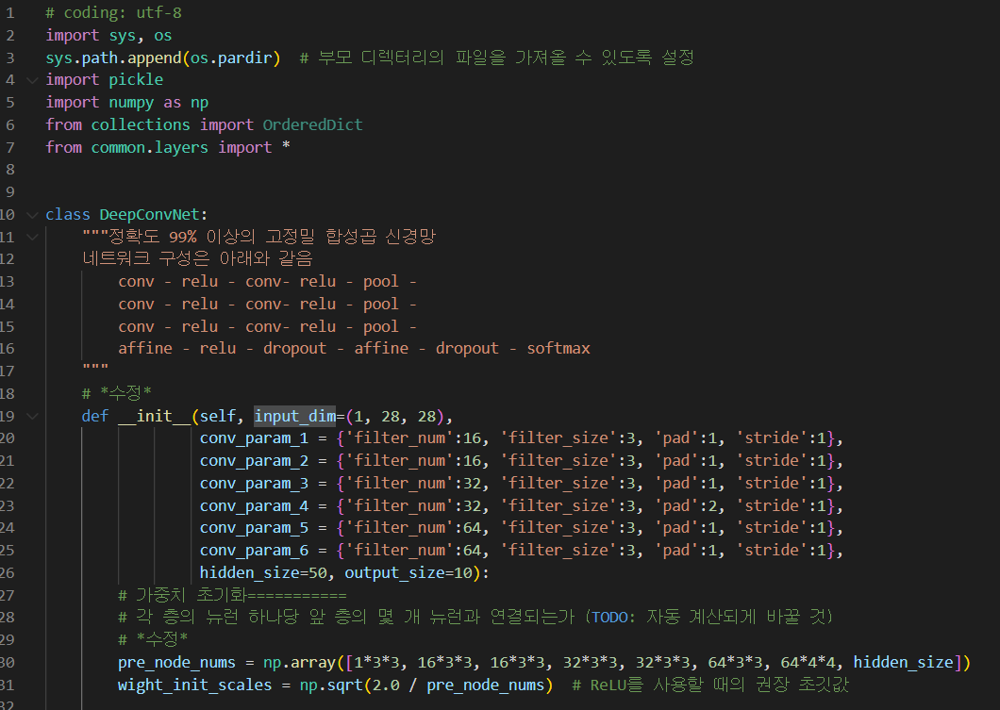 1 # coding: utf-8
2 import sys, os
3 sys.path.append(os.pardir)  # 부모 디렉터리의 파일을 가져올 수 있도록 설정
4 import pickle
5 import numpy as np
6 from collections import OrderedDict
7 from common.layers import *
8
9
10 class DeepConvNet:
11     """정확도 99% 이상의 고정밀 합성곱 신경망
12     네트워크 구성은 아래와 같음
13         conv - relu - conv- relu - pool -
14         conv - relu - conv- relu - pool -
15         conv - relu - conv- relu - pool -
16         affine - relu - dropout - affine - dropout - softmax
17     """
18     # *수정*
19     def __init__(self, input_dim=(1, 28, 28),
20                  conv_param_1 = {'filter_num':16, 'filter_size':3, 'pad':1, 'stride':1},
21                  conv_param_2 = {'filter_num':16, 'filter_size':3, 'pad':1, 'stride':1},
22                  conv_param_3 = {'filter_num':32, 'filter_size':3, 'pad':1, 'stride':1},
23                  conv_param_4 = {'filter_num':32, 'filter_size':3, 'pad':2, 'stride':1},
24                  conv_param_5 = {'filter_num':64, 'filter_size':3, 'pad':1, 'stride':1},
25                  conv_param_6 = {'filter_num':64, 'filter_size':3, 'pad':1, 'stride':1},
26                  hidden_size=50, output_size=10):
27         # 가중치 초기화===========
28         # 각 층의 뉴런 하나당 앞 층의 몇 개 뉴런과 연결되는가 (TODO: 자동 계산되게 바꿀 것)
29         # *수정*
30         pre_node_nums = np.array([1*3*3, 16*3*3, 16*3*3, 32*3*3, 32*3*3, 64*3*3, 64*4*4, hidden_size])
31         wight_init_scales = np.sqrt(2.0 / pre_node_nums)  # ReLU를 사용할 때의 권장 초깃값
32